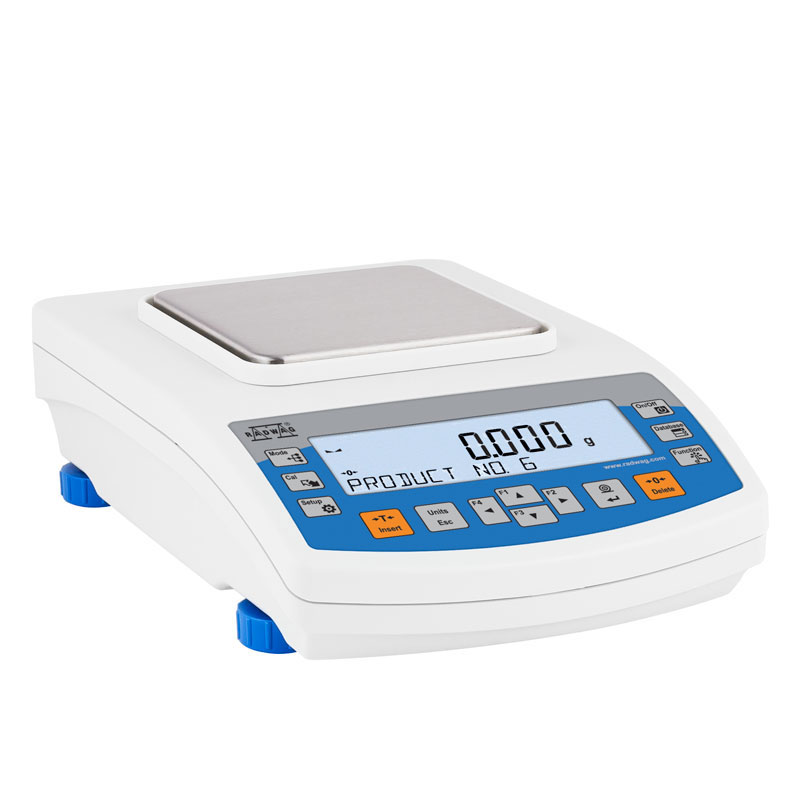 RADWAG®
On/Off
Mode
0.000 g
Database
→0←
PRODUCT NO. 6
www.radwag.com
Function
Cal
Setup
→T←
Insert
Units
Esc
F4
F1
F3
F2
→0←
Delete